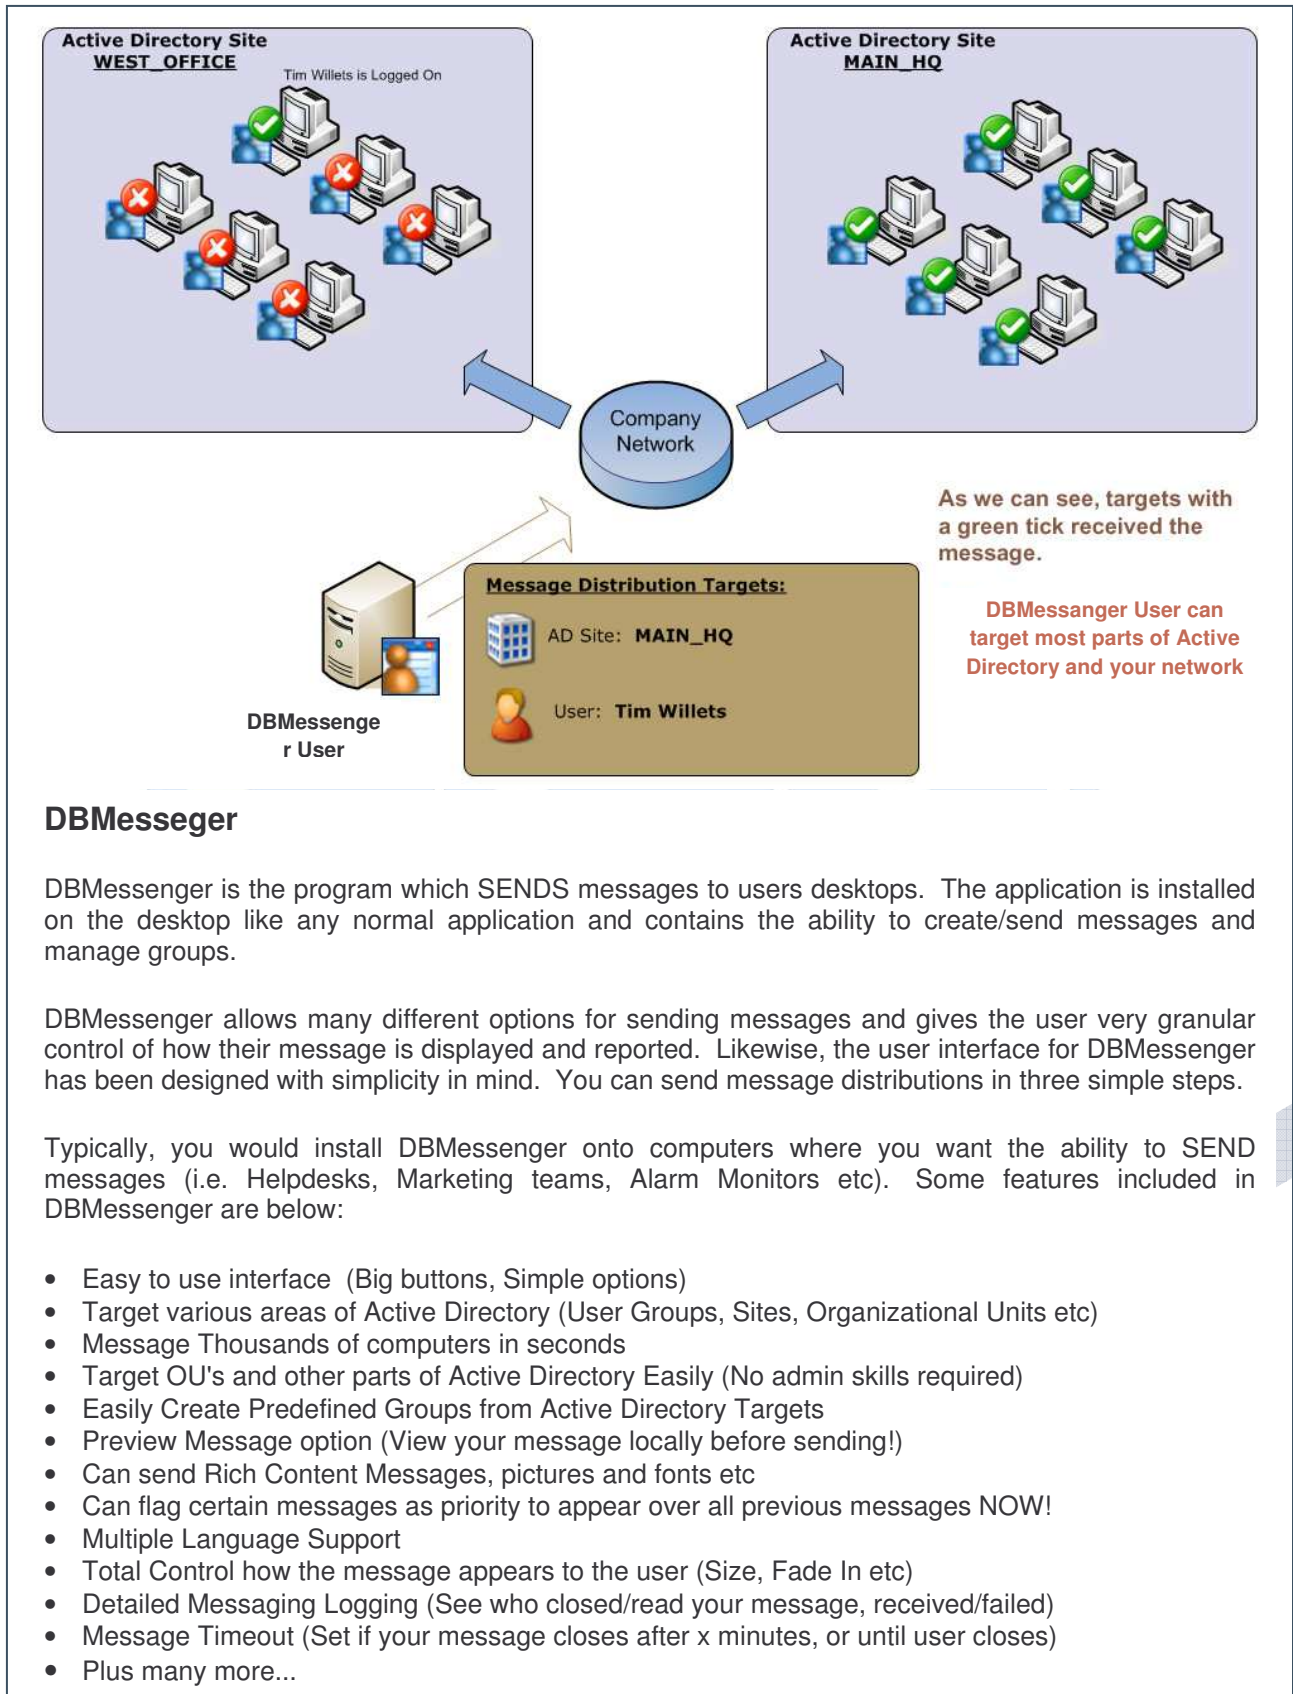 Active Directory Site
WEST_OFFICE
Tim Willets is Logged On
Active Directory Site
MAIN_HQ
Company
Network
As we can see, targets with
a green tick received the
message.
DBMessanger User can
target most parts of Active
Directory and your network
Message Distribution Targets:
AD Site: MAIN_HQ
User: Tim Willets
DBMessenge
r User
DBMesseger
DBMessenger is the program which SENDS messages to users desktops. The application is installed
on the desktop like any normal application and contains the ability to create/send messages and
manage groups.
DBMessenger allows many different options for sending messages and gives the user very granular
control of how their message is displayed and reported. Likewise, the user interface for DBMessenger
has been designed with simplicity in mind. You can send message distributions in three simple steps.
Typically, you would install DBMessenger onto computers where you want the ability to SEND
messages (i.e. Helpdesks, Marketing teams, Alarm Monitors etc). Some features included in
DBMessenger are below:
• Easy to use interface (Big buttons, Simple options)
• Target various areas of Active Directory (User Groups, Sites, Organizational Units etc)
• Message Thousands of computers in seconds
• Target OU's and other parts of Active Directory Easily (No admin skills required)
• Easily Create Predefined Groups from Active Directory Targets
• Preview Message option (View your message locally before sending!)
• Can send Rich Content Messages, pictures and fonts etc
• Can flag certain messages as priority to appear over all previous messages NOW!
• Multiple Language Support
• Total Control how the message appears to the user (Size, Fade In etc)
• Detailed Messaging Logging (See who closed/read your message, received/failed)
• Message Timeout (Set if your message closes after x minutes, or until user closes)
• Plus many more...